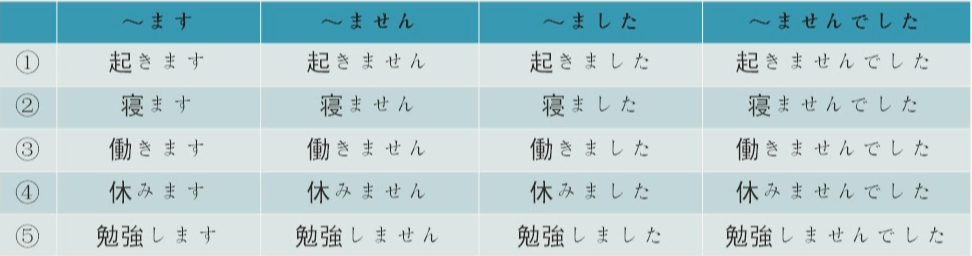 ～ます ～ません ～ました ～ませんでした
① 起きます 起きません 起きました 起きませんでした
② 寝ます 寝ません 寝ました 寝ませんでした
③ 働きます 働きません 働きました 働きませんでした
④ 休みます 休みません 休みました 休みませんでした
⑤ 勉強します 勉強しません 勉強しました 勉強しませんでした